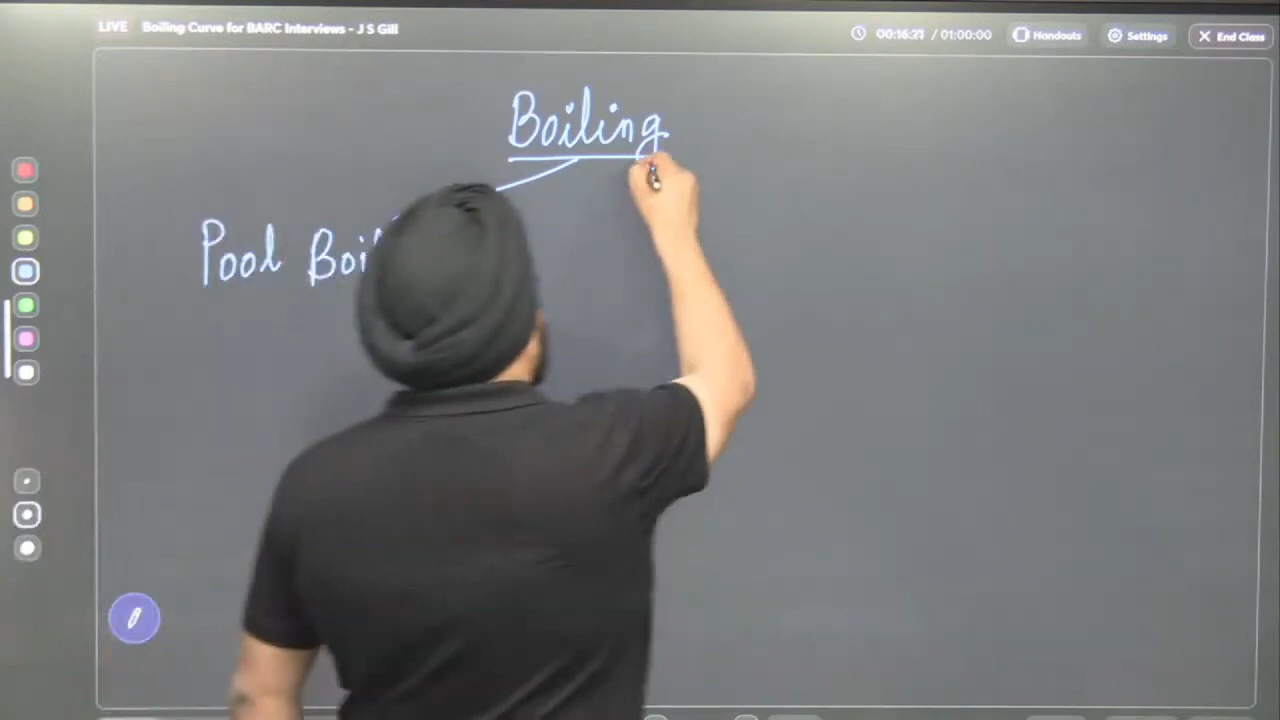 LIVE Boiling Curve for BARC Interviews - J S Gill 00:16:21 / 01:00:00 Handouts Settings End Class
Boiling
Pool Boil